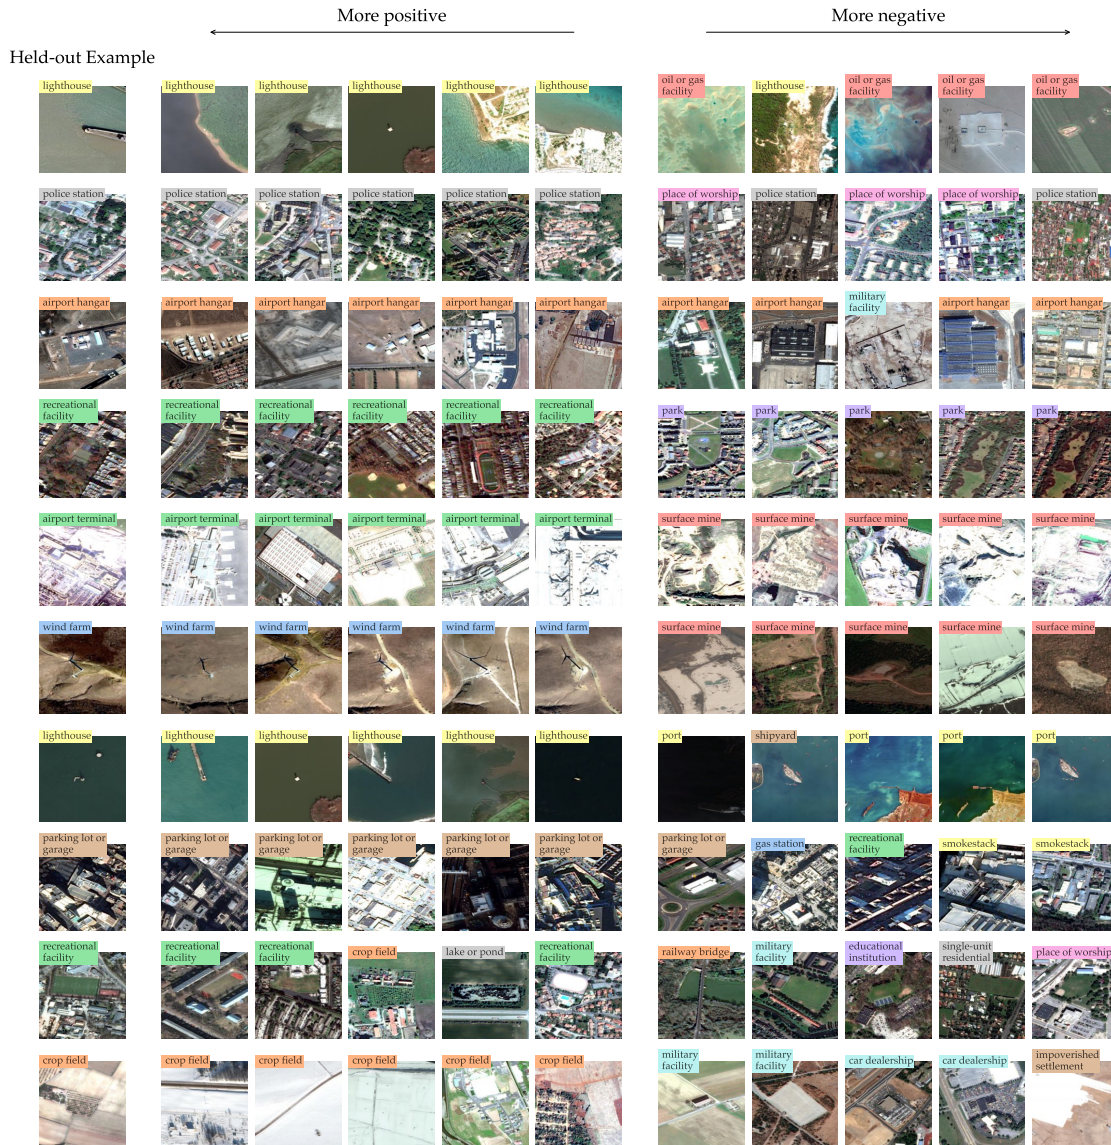 More positive
More negative
Held-out Example
lighthouse
lighthouse
lighthouse
lighthouse
lighthouse
lighthouse
oil or gas
facility
lighthouse
oil or gas
facility
oil or gas
facility
oil or gas
facility
police station
police station
police station
police station
police station
police station
place of worship
police station
place of worship
place of worship
police station
airport hangar
airport hangar
airport hangar
airport hangar
airport hangar
airport hangar
airport hangar
airport hangar
military
facility
airport hangar
airport hangar
recreational
facility
recreational
facility
recreational
facility
recreational
facility
recreational
facility
recreational
facility
park
park
park
park
park
airport terminal
airport terminal
airport terminal
airport terminal
airport terminal
airport terminal
surface mine
surface mine
surface mine
surface mine
surface mine
wind farm
wind farm
wind farm
wind farm
wind farm
wind farm
surface mine
surface mine
surface mine
surface mine
surface mine
lighthouse
lighthouse
lighthouse
lighthouse
lighthouse
lighthouse
port
shipyard
port
port
port
parking lot or
garage
parking lot or
garage
parking lot or
garage
parking lot or
garage
parking lot or
garage
parking lot or
garage
parking lot or
garage
gas station
recreational
facility
smokestack
smokestack
recreational
facility
recreational
facility
recreational
facility
crop field
lake or pond
recreational
facility
railway bridge
military
facility
educational
institution
single-unit
residential
place of worship
crop field
crop field
crop field
crop field
crop field
crop field
military
facility
military
facility
car dealership
car dealership
impoverished
settlement